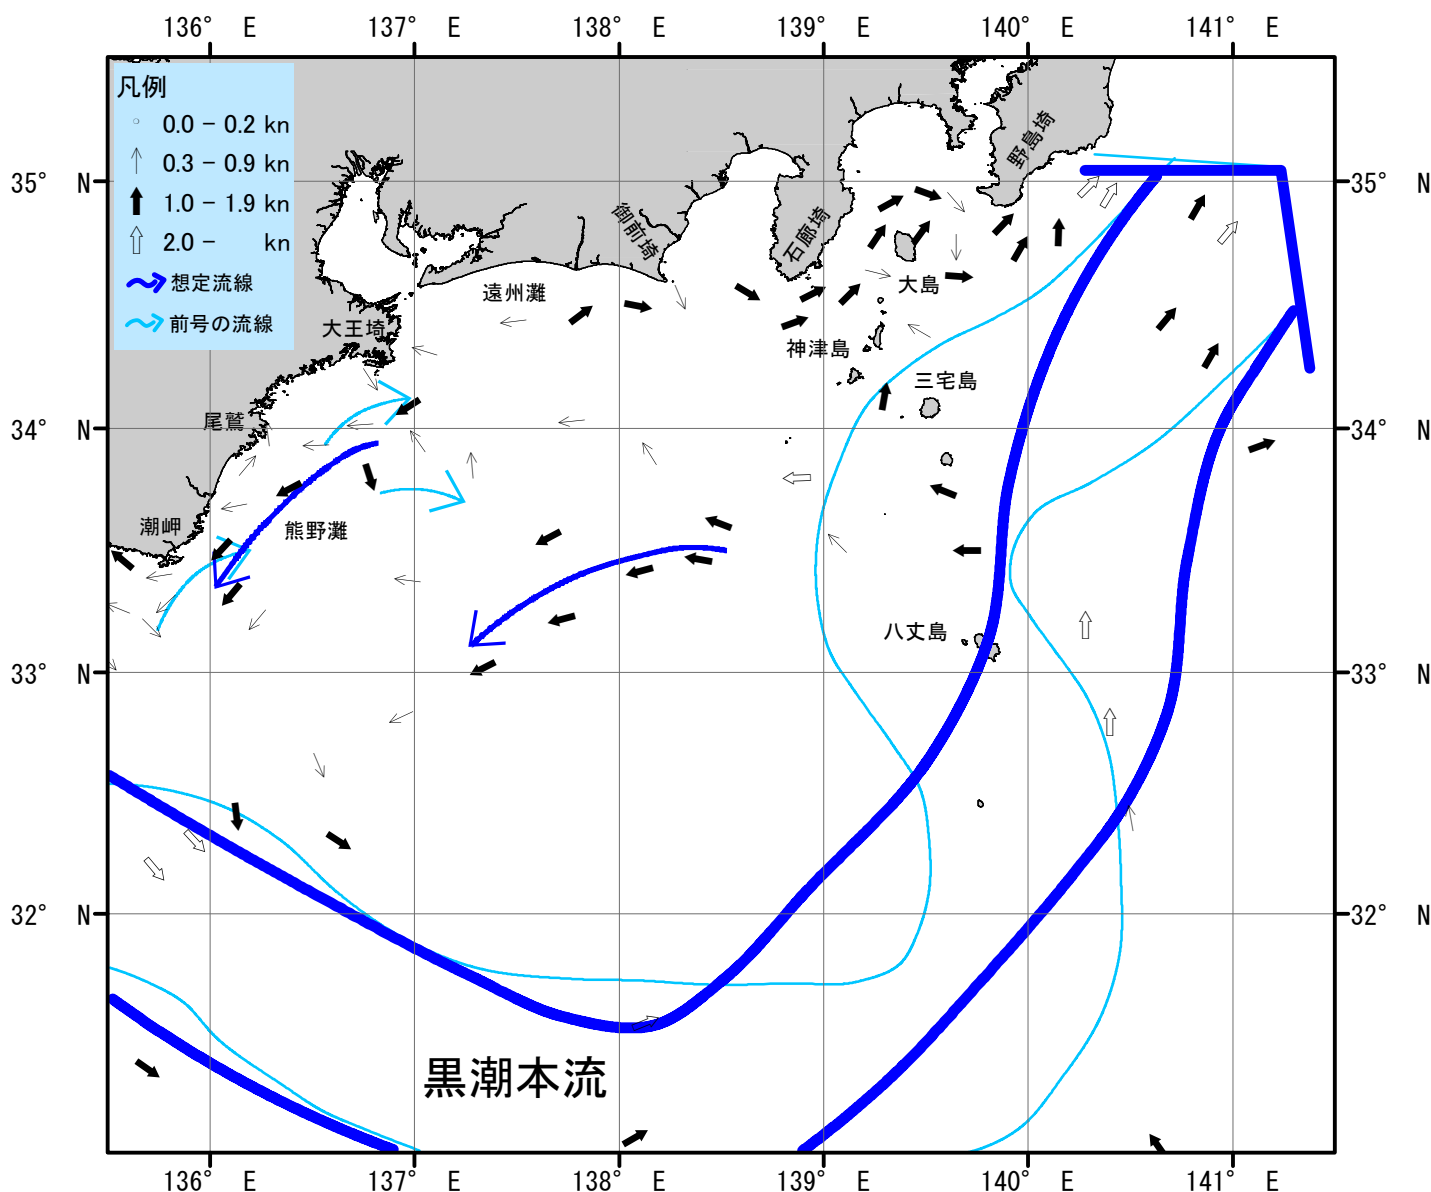 136° E 137° E 138° E 139° E 140° E 141° E
凡例
0.0 − 0.2 kn
0.3 − 0.9 kn
1.0 − 1.9 kn
2.0 − kn
想定流線
前号の流線
野島埼
35° N 35° N
御前埼
石廊埼
大島
遠州灘
大王埼
神津島
三宅島
尾鷲
34° N 34° N
潮岬
熊野灘
八丈島
33° N 33° N
32° N 32° N
黒潮本流
136° E 137° E 138° E 139° E 140° E 141° E